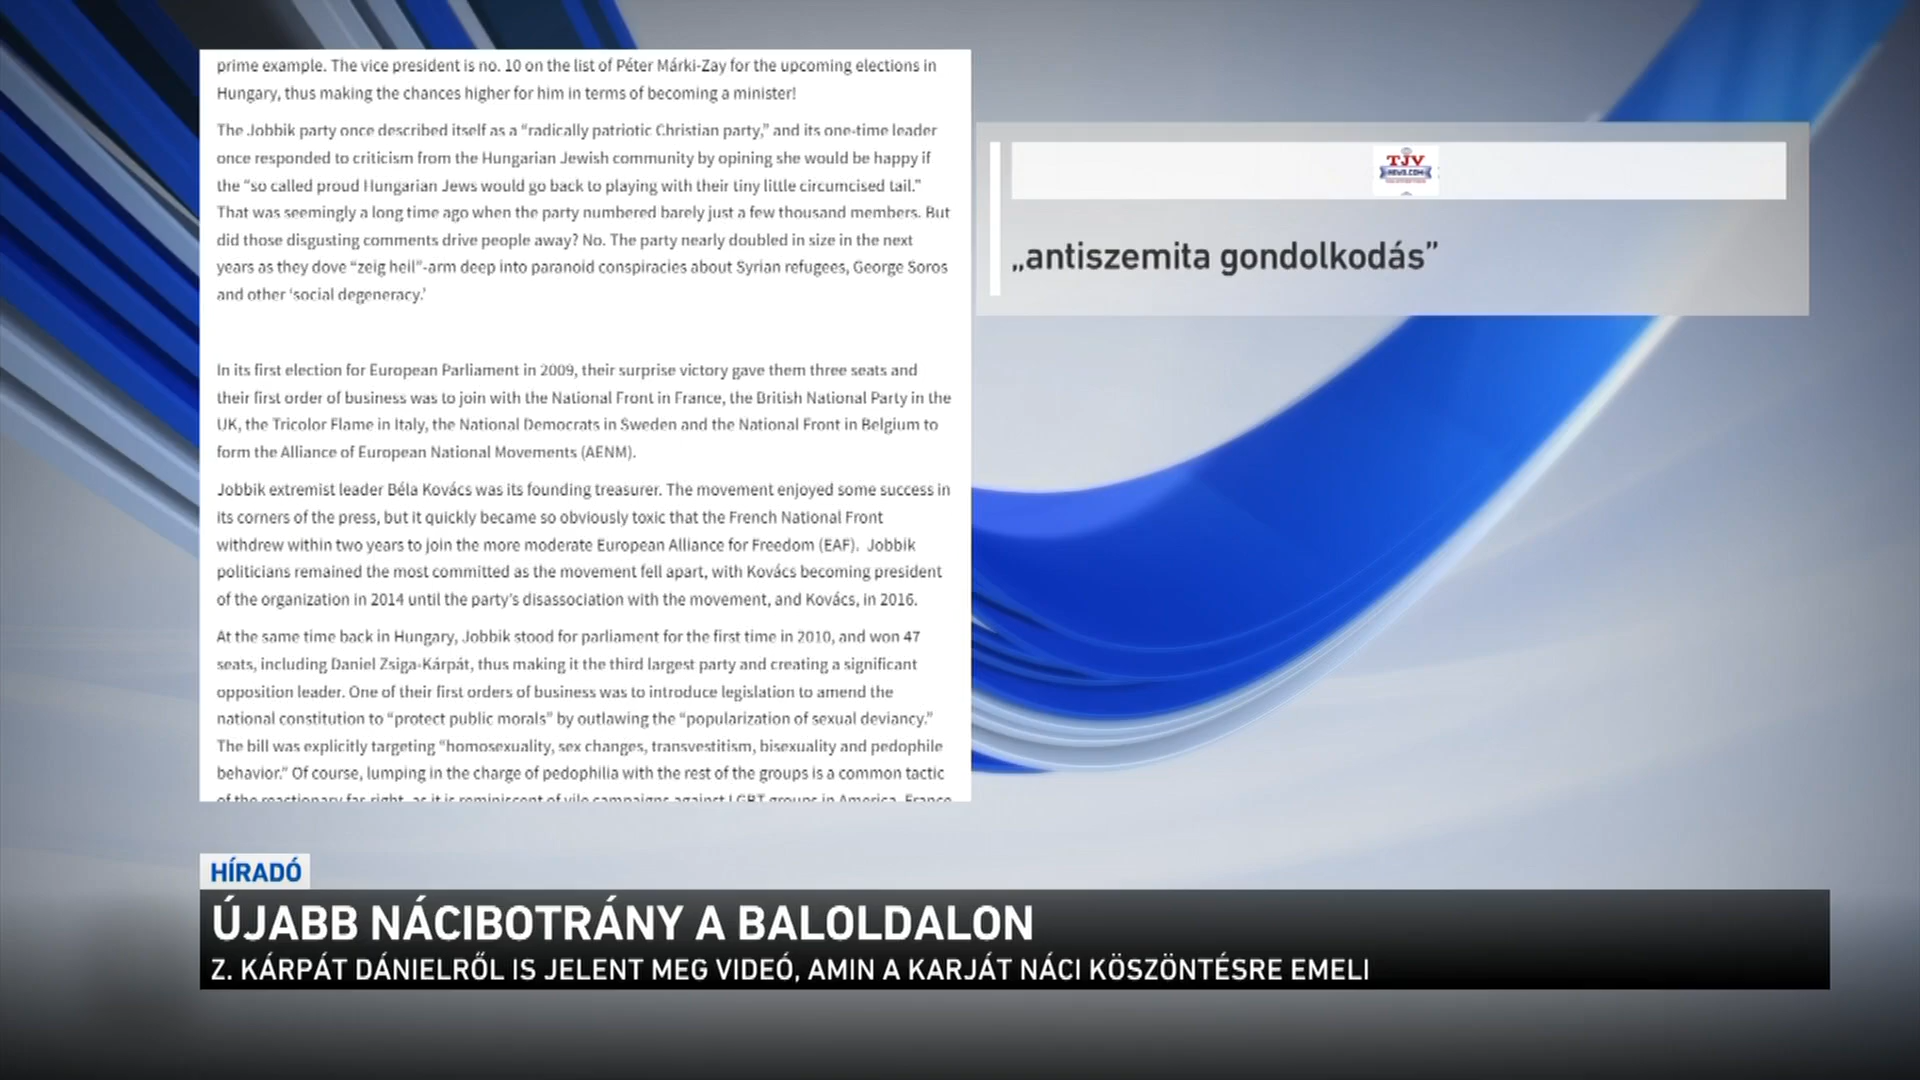 prime example. The vice president is no. 10 on the list of Péter Márki-Zay for the upcoming elections in
Hungary, thus making the chances higher for him in terms of becoming a minister!
The Jobbik party once described itself as a “radically patriotic Christian party,” and its one-time leader
once responded to criticism from the Hungarian Jewish community by opining she would be happy if
the “so called proud Hungarian Jews would go back to playing with their tiny little circumcised tail.”
That was seemingly a long time ago when the party numbered barely just a few thousand members. But
did those disgusting comments drive people away? No. The party nearly doubled in size in the next
years as they dove “zeig heil”-arm deep into paranoid conspiracies about Syrian refugees, George Soros
and other ‘social degeneracy.’
In its first election for European Parliament in 2009, their surprise victory gave them three seats and
their first order of business was to join with the National Front in France, the British National Party in the
UK, the Tricolor Flame in Italy, the National Democrats in Sweden and the National Front in Belgium to
form the Alliance of European National Movements (AENM).
Jobbik extremist leader Béla Kovács was its founding treasurer. The movement enjoyed some success in
its corners of the press, but it quickly became so obviously toxic that the French National Front
withdrew within two years to join the more moderate European Alliance for Freedom (EAF). Jobbik
politicians remained the most committed as the movement fell apart, with Kovács becoming president
of the organization in 2014 until the party’s disassociation with the movement, and Kovács, in 2016.
At the same time back in Hungary, Jobbik stood for parliament for the first time in 2010, and won 47
seats, including Daniel Zsiga-Kárpát, thus making it the third largest party and creating a significant
opposition leader. One of their first orders of business was to introduce legislation to amend the
national constitution to “protect public morals” by outlawing the “popularization of sexual deviancy.”
The bill was explicitly targeting “homosexuality, sex changes, transvestitism, bisexuality and pedophile
behavior.” Of course, lumping in the charge of pedophilia with the rest of the groups is a common tactic
of the reactionary far right, as it is reminiscent of vile campaigns against LGBT groups in America, France
TJV
NEWS.COM
„antiszemita gondolkodás”
HÍRADÓ
ÚJABB NÁCIBOTRÁNY A BALOLDALON
Z. KÁRPÁT DÁNIELRŐL IS JELENT MEG VIDEÓ, AMIN A KARJÁT NÁCI KÖSZÖNTÉSRE EMELI